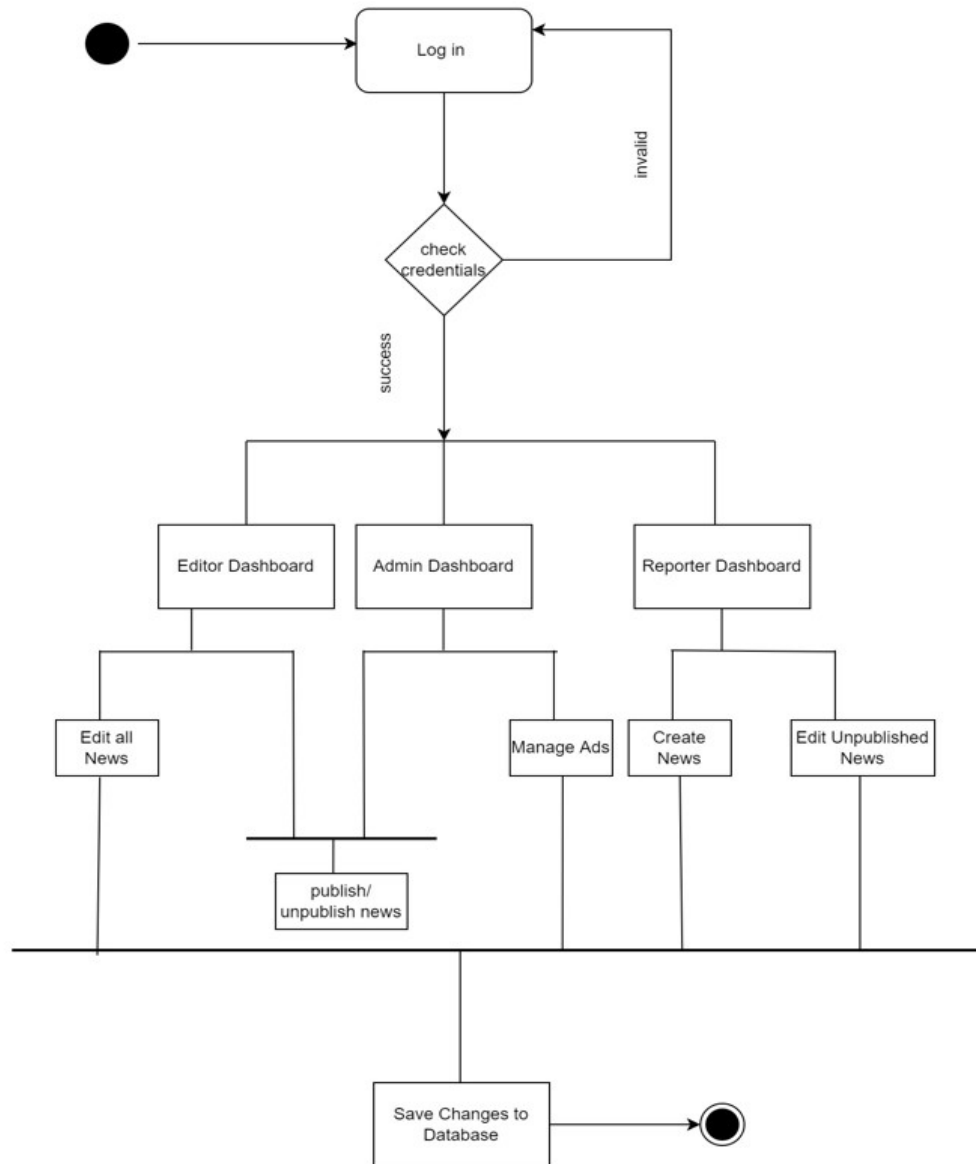 Log in
invalid
check
credentials
success
Editor Dashboard
Admin Dashboard
Reporter Dashboard
Edit all
News
Manage Ads
Create
News
Edit Unpublished
News
publish/
unpublish news
Save Changes to
Database